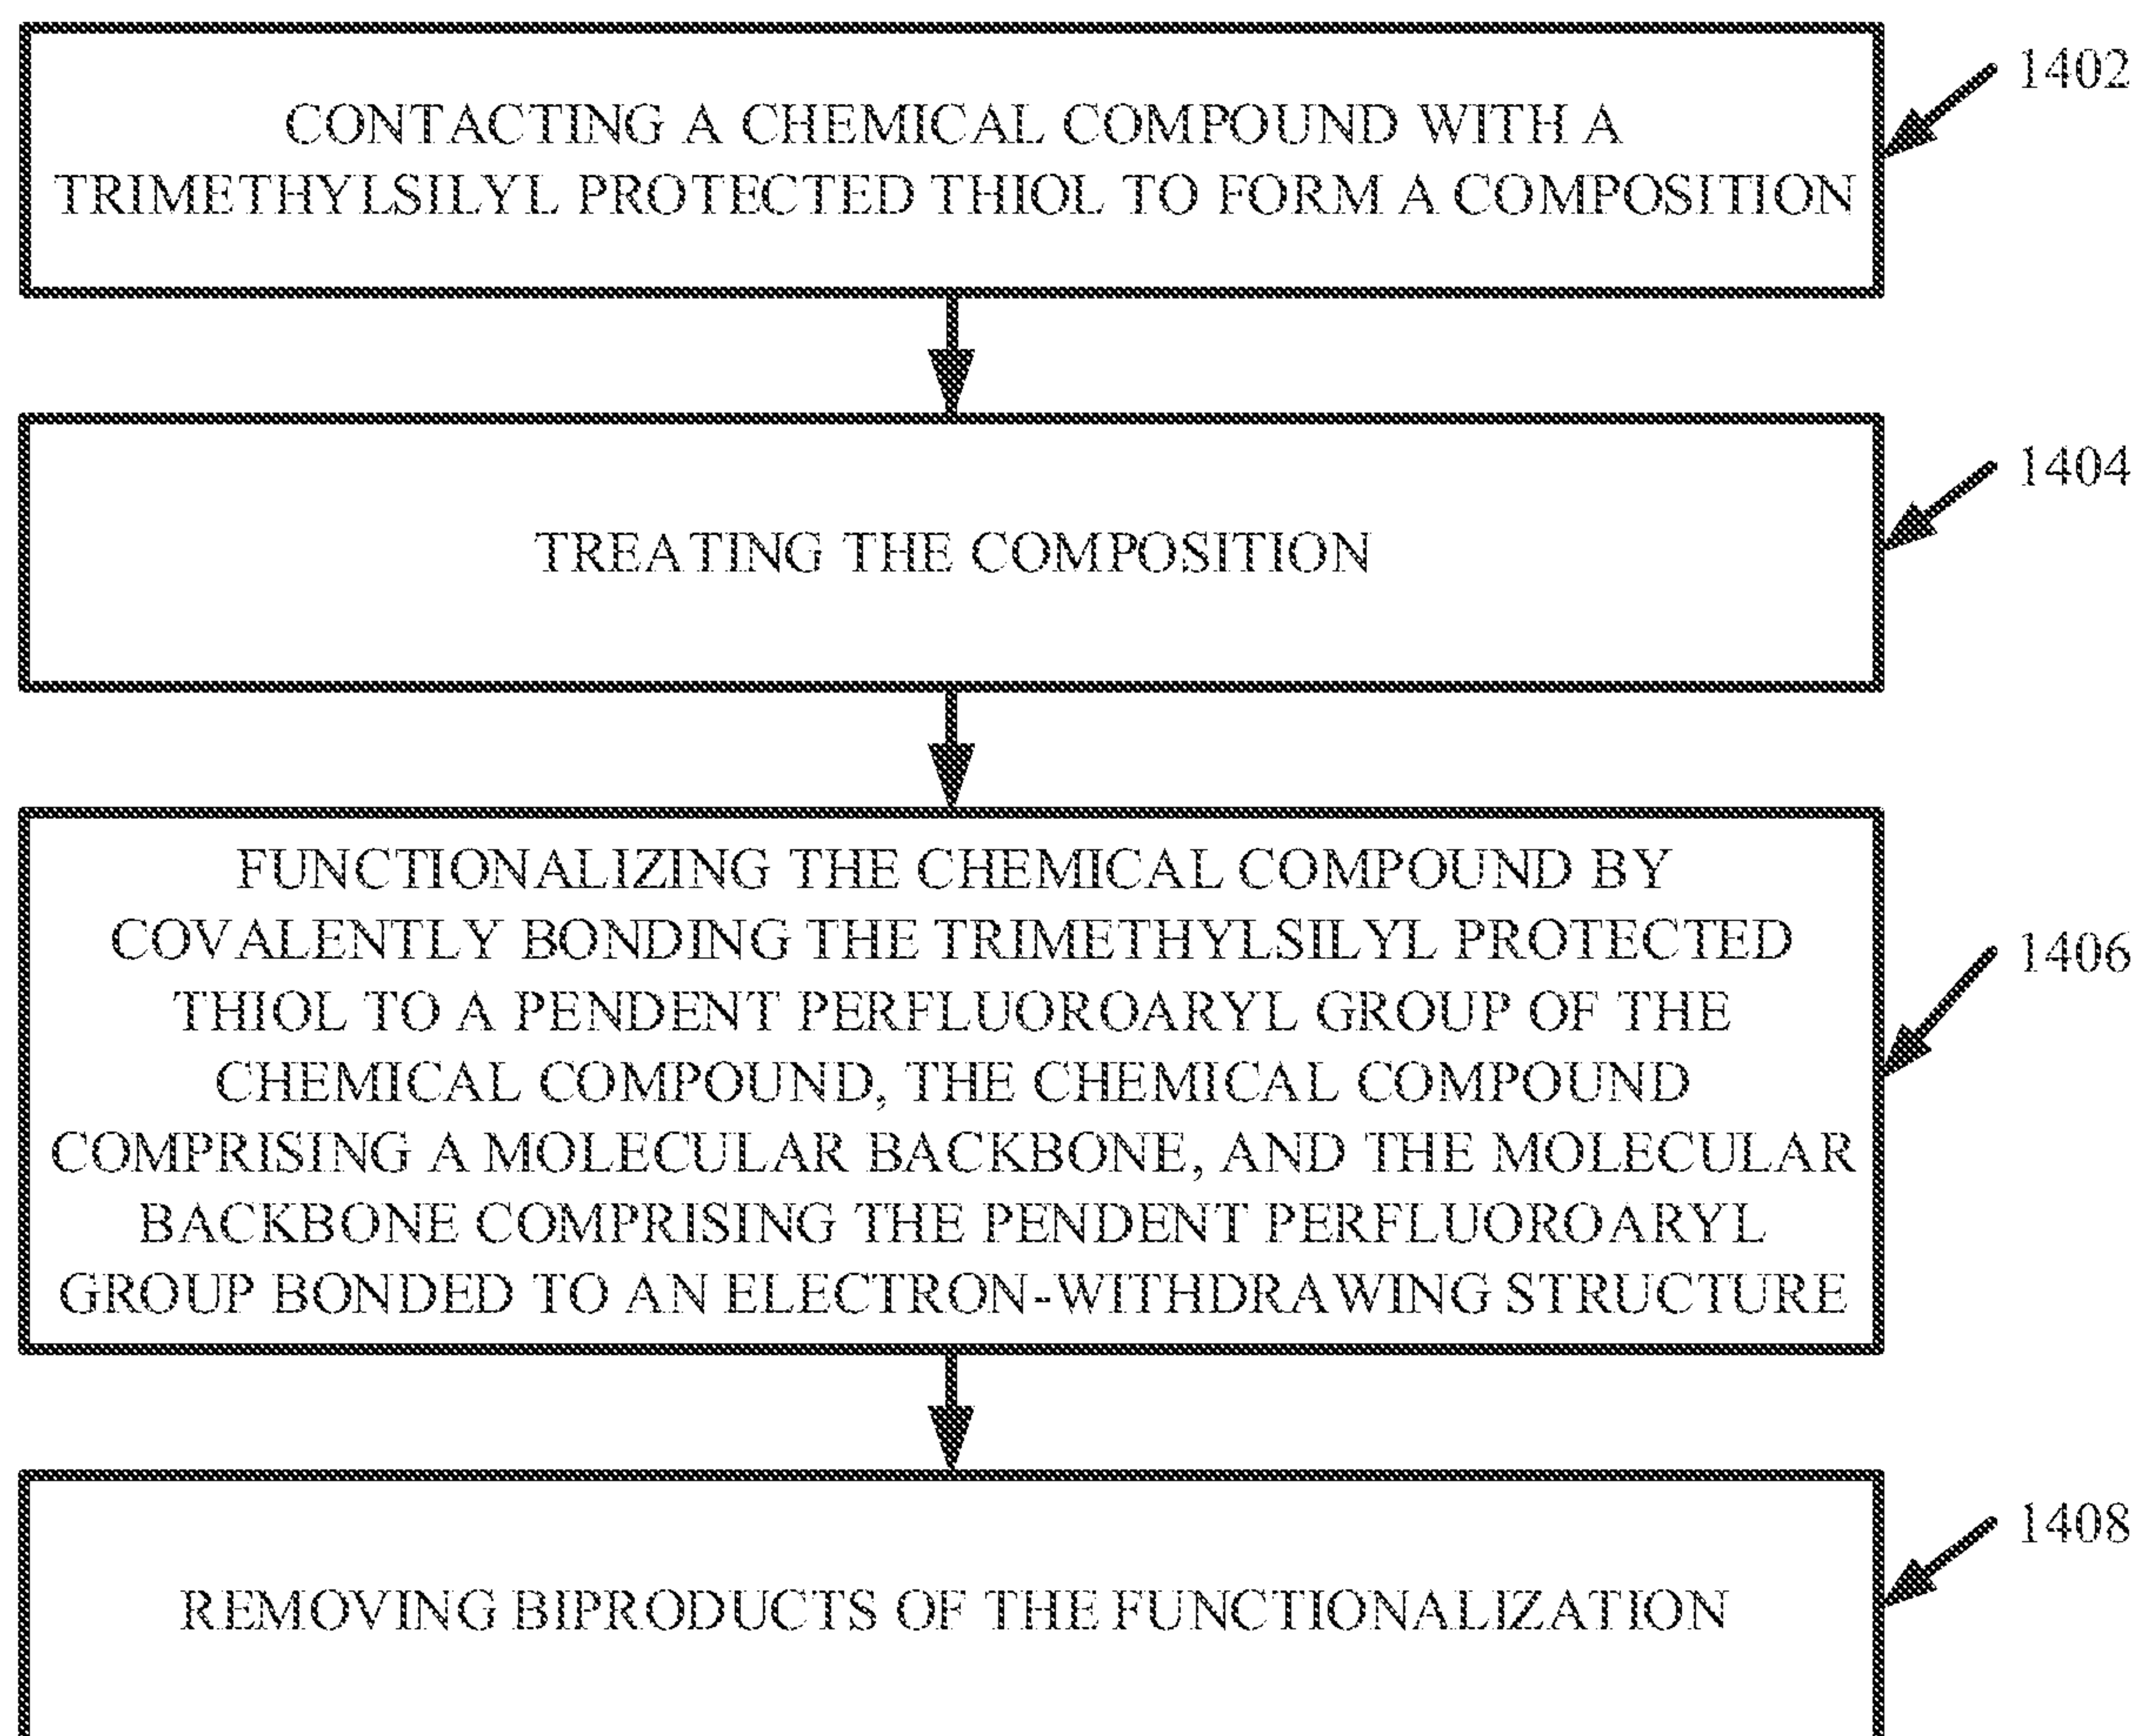 CONTACTING A CHEMICAL COMPOUND WITH A
TRIMETHYLSILYL PROTECTED THIOL TO FORM A COMPOSITION
1402
TREATING THE COMPOSITION
1404
FUNCTIONALIZING THE CHEMICAL COMPOUND BY
COVALENTLY BONDING THE TRIMETHYLSILYL PROTECTED
THIOL TO A PENDENT PERFLUOROARYL GROUP OF THE
CHEMICAL COMPOUND, THE CHEMICAL COMPOUND
COMPRISING A MOLECULAR BACKBONE, AND THE MOLECULAR
BACKBONE COMPRISING THE PENDENT PERFLUOROARYL
GROUP BONDED TO AN ELECTRON-WITHDRAWING STRUCTURE
1406
REMOVING BIPRODUCTS OF THE FUNCTIONALIZATION
1408